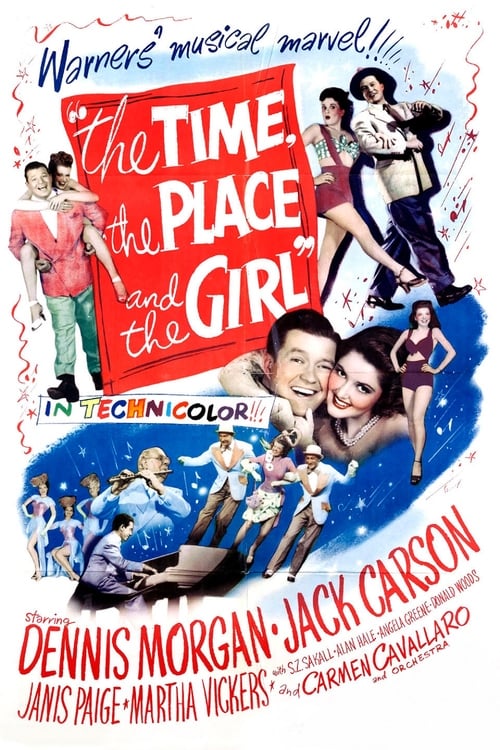 Warners' musical marvel!!!!
"the TIME,
the PLACE
and
the GIRL"
IN TECHNICOLOR!!!
starring
DENNIS MORGAN · JACK CARSON
JANIS PAIGE * MARTHA VICKERS *
with S.Z. SAKALL · ALAN HALE · ANGELA GREENE · DONALD WOODS
and CARMEN CAVALLARO
and ORCHESTRA